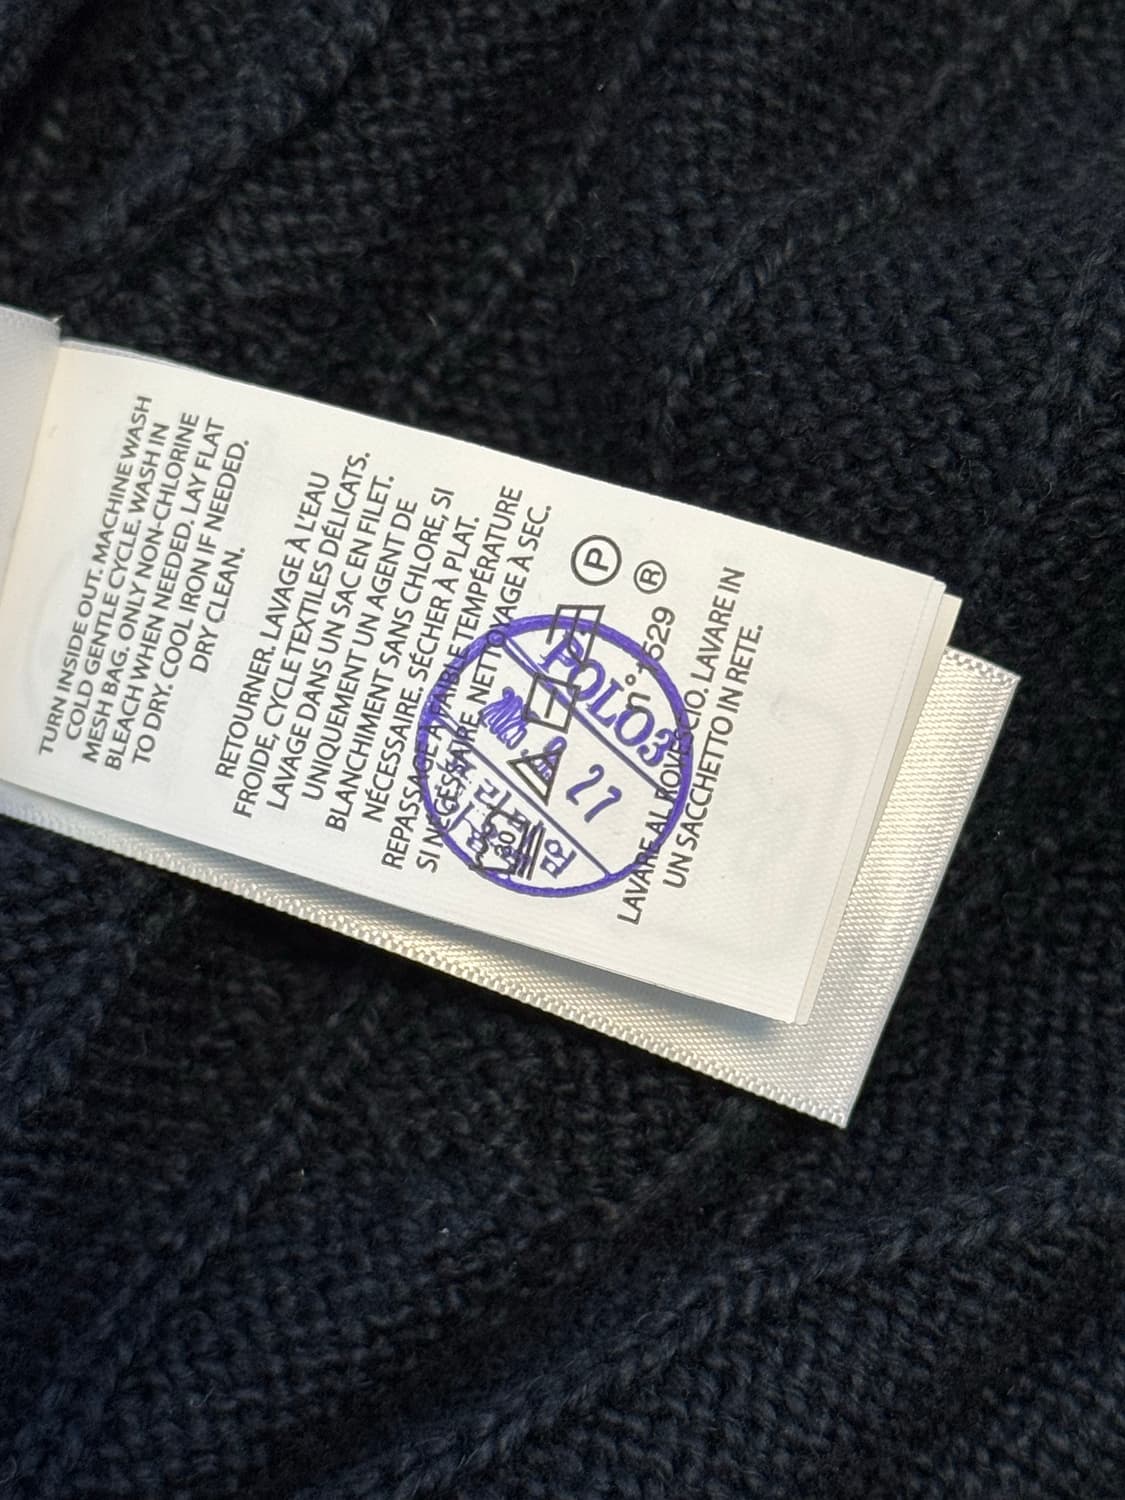 TURN INSIDE OUT. MACHINE WASH
COLD GENTLE CYCLE. WASH IN
MESH BAG. ONLY NON-CHLORINE
BLEACH WHEN NEEDED. LAY FLAT
TO DRY. COOL IRON IF NEEDED.
DRY CLEAN.
RETOURNER. LAVAGE À L'EAU
FROIDE, CYCLE TEXTILES DÉLICATS.
LAVAGE DANS UN SAC EN FILET.
UNIQUEMENT UN AGENT DE
BLANCHIMENT SANS CHLORE, SI
NÉCESSAIRE. SÉCHER À PLAT.
REPASSAGE À FAIBLE TEMPÉRATURE
SI NÉCESSAIRE NETTOYAGE À SEC.
30
P
®
POLO3
27
LAVARE AL ROVESCIO. LAVARE IN
UN SACCHETTO IN RETE.